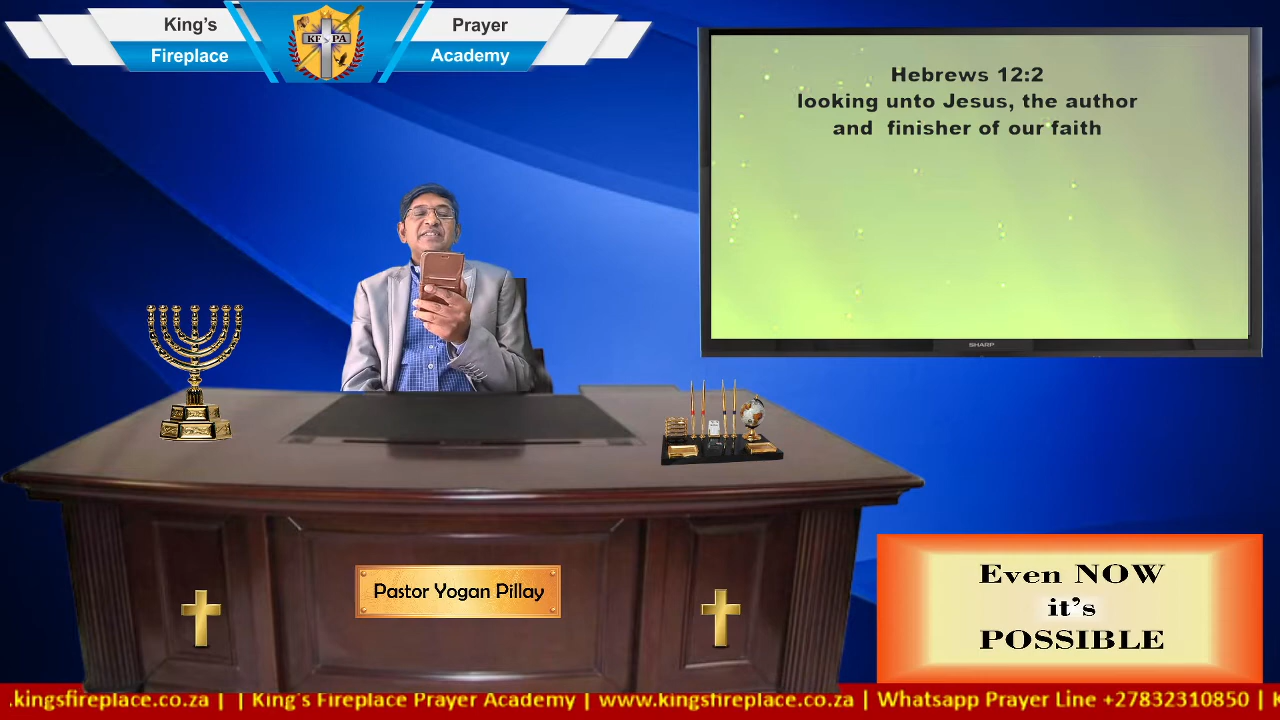 King's Prayer
Fireplace Academy
KF PA
Hebrews 12:2
looking unto Jesus, the author
and finisher of our faith
SHARP
Even NOW
it's
POSSIBLE
Pastor Yogan Pillay
.kingsfireplace.co.za | | King's Fireplace Prayer Academy | www.kingsfireplace.co.za | Whatsapp Prayer Line +27832310850 | K